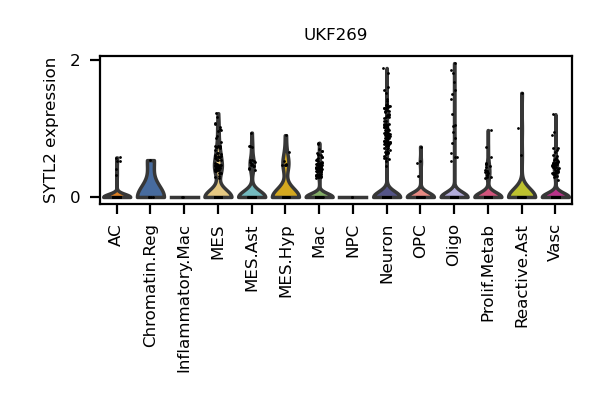 UKF269
SYTL2 expression
2
0
AC
Chromatin.Reg
Inflammatory.Mac
MES
MES.Ast
MES.Hyp
Mac
NPC
Neuron
OPC
Oligo
Prolif.Metab
Reactive.Ast
Vasc